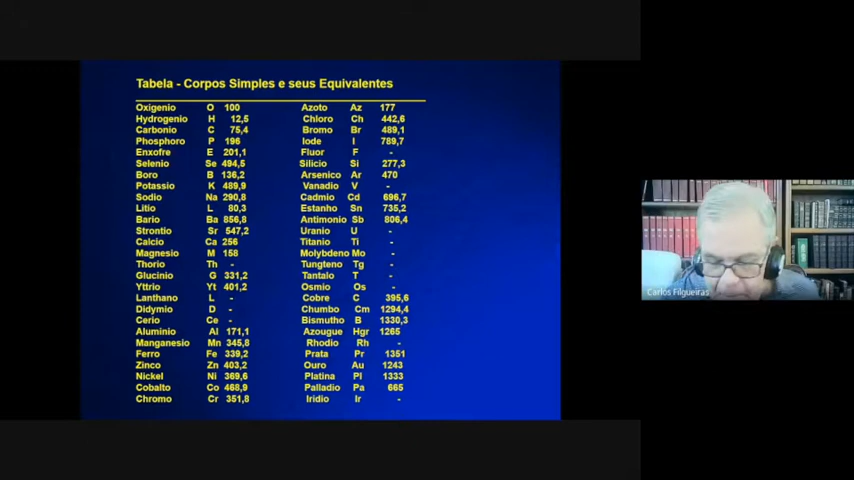 Tabela - Corpos Simples e seus Equivalentes
Oxigenio O 100 Azoto Az 177
Hydrogenio H 12,5 Chloro Ch 442,6
Carbonio C 75,4 Bromo Br 489,1
Phosphoro P 196 Iode I 789,7
Enxofre E 201,1 Fluor F -
Selenio Se 494,5 Silicio Si 277,3
Boro B 136,2 Arsenico Ar 470
Potassio K 489,9 Vanadio V -
Sodio Na 290,8 Cadmio Cd 696,7
Litio L 80,3 Estanho Sn 735,2
Bario Ba 856,8 Antimonio Sb 806,4
Strontio Sr 547,2 Uranio U -
Calcio Ca 256 Titanio Ti -
Magnesio M 158 Molybdeno Mo -
Thorio Th - Tungteno Tg -
Glucinio G 331,2 Tantalo T -
Yttrio Yt 401,2 Osmio Os -
Lanthano L - Cobre C 395,6
Didymio D - Chumbo Cm 1294,4
Cerio Ce - Bismutho B 1330,3
Aluminio Al 171,1 Azougue Hgr 1265
Manganesio Mn 345,8 Rhodio Rh -
Ferro Fe 339,2 Prata Pr 1351
Zinco Zn 403,2 Ouro Au 1243
Nickel Ni 369,6 Platina Pl 1333
Cobalto Co 468,9 Palladio Pa 665
Chromo Cr 351,8 Iridio Ir -
Carlos Filgueiras